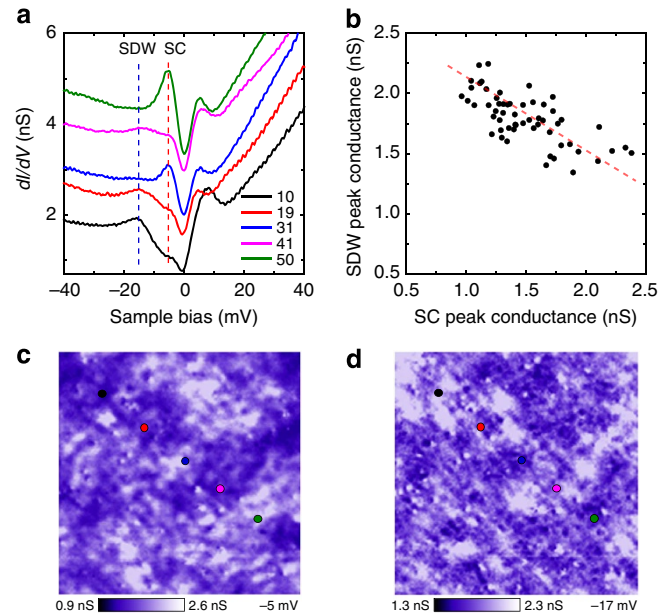 a
SDW SC
6
4
2
dI/dV (nS)
10
19
31
41
50
−40 −20 0 20 40
Sample bias (mV)
b
2.5
2.0
1.5
1.0
0.5
SDW peak conductance (nS)
0.5 1.0 1.5 2.0 2.5
SC peak conductance (nS)
c
0.9 nS 2.6 nS −5 mV
d
1.3 nS 2.3 nS −17 mV